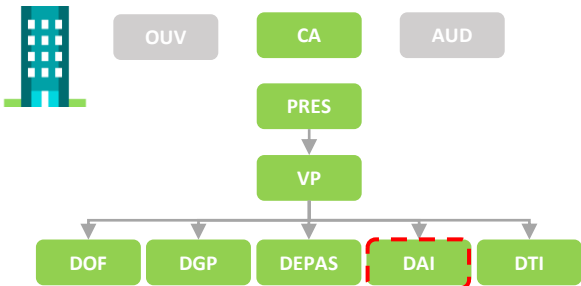 OUV
CA
AUD
PRES
VP
DOF
DGP
DEPAS
DAI
DTI